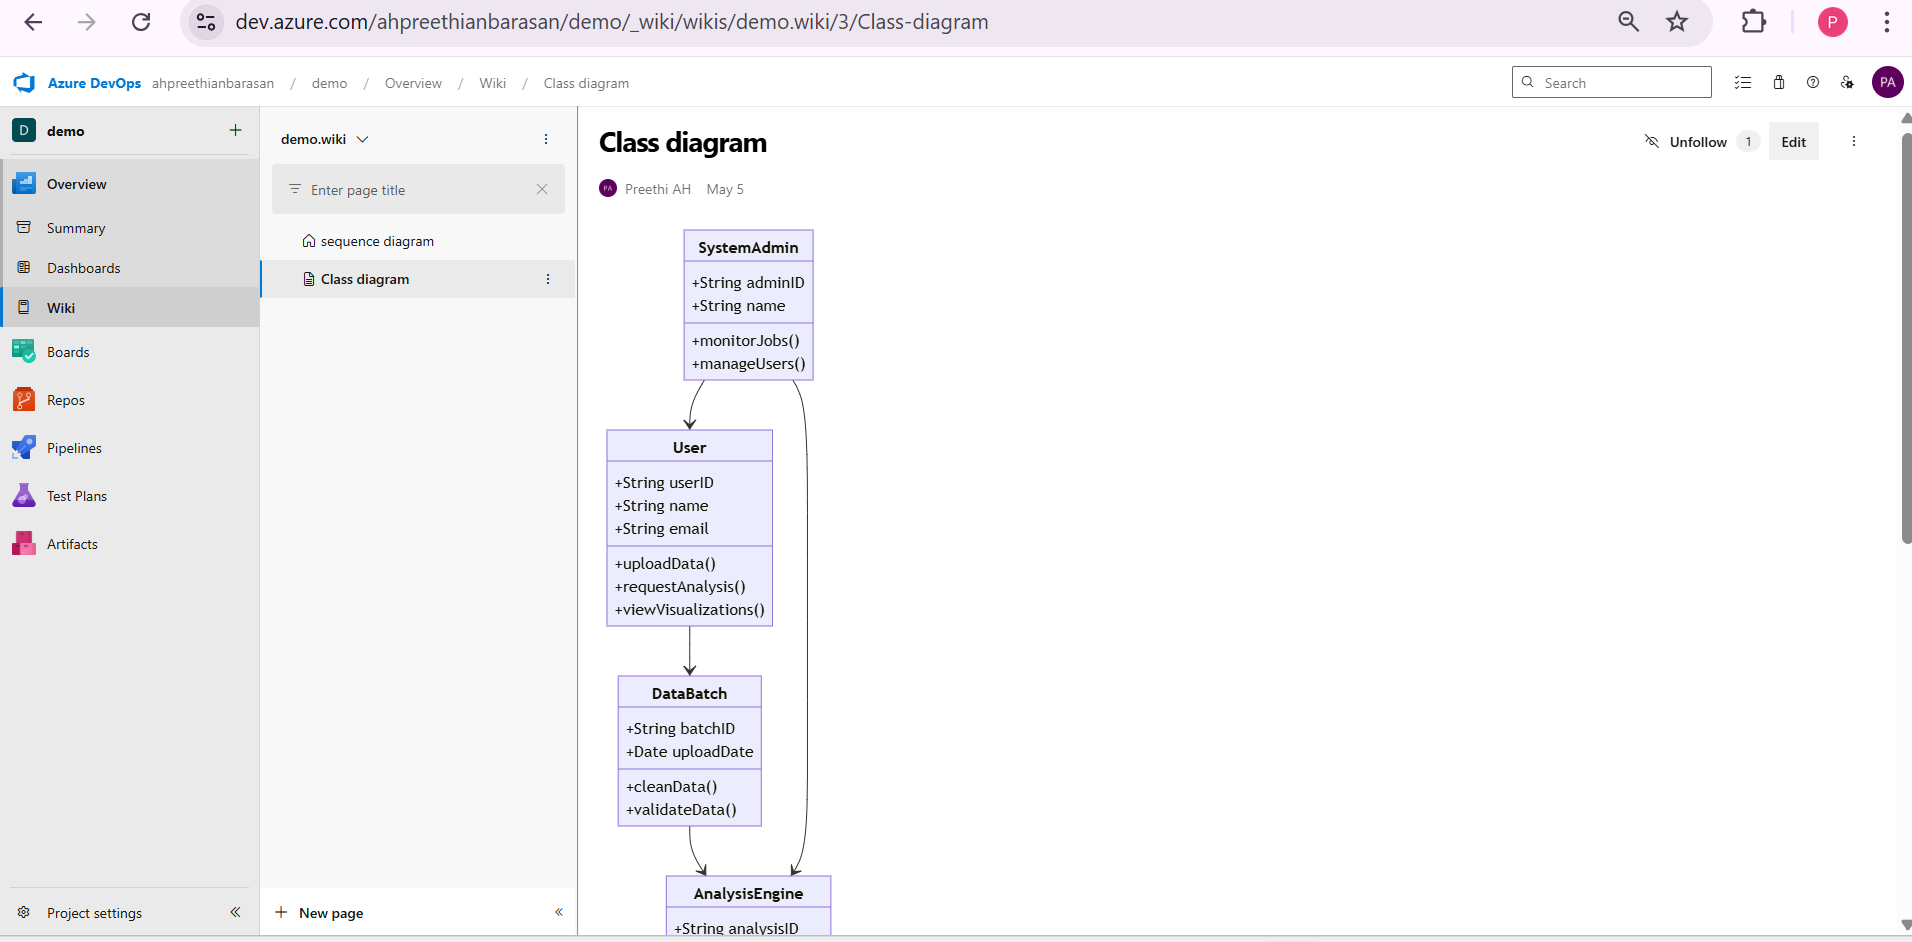 dev.azure.com/ahpreethianbarasan/demo/_wiki/wikis/demo.wiki/3/Class-diagram
P
Azure DevOps ahpreethianbarasan / demo / Overview / Wiki / Class diagram
Search
PA
D demo
Overview
Summary
Dashboards
Wiki
Boards
Repos
Pipelines
Test Plans
Artifacts
Project settings
demo.wiki
Enter page title
sequence diagram
Class diagram
New page
Class diagram
Unfollow 1 Edit
PA Preethi AH May 5
SystemAdmin
+String adminID
+String name
+monitorJobs()
+manageUsers()
User
+String userID
+String name
+String email
+uploadData()
+requestAnalysis()
+viewVisualizations()
DataBatch
+String batchID
+Date uploadDate
+cleanData()
+validateData()
AnalysisEngine
+String analysisID